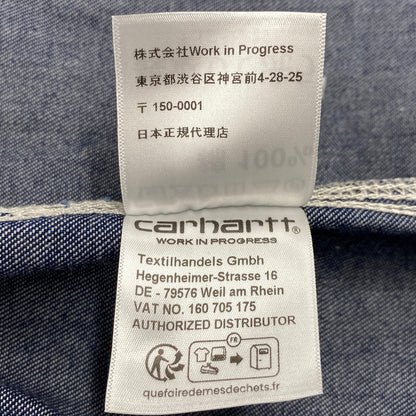 株式会社Work in Progress
東京都渋谷区神宮前4-28-25
〒150-0001
日本正規代理店
carhartt®
WORK IN PROGRESS
Textilhandels Gmbh
Hegenheimer-Strasse 16
DE - 79576 Weil am Rhein
VAT NO. 160 705 175
AUTHORIZED DISTRIBUTOR
FR
quefairedemesdechets.fr